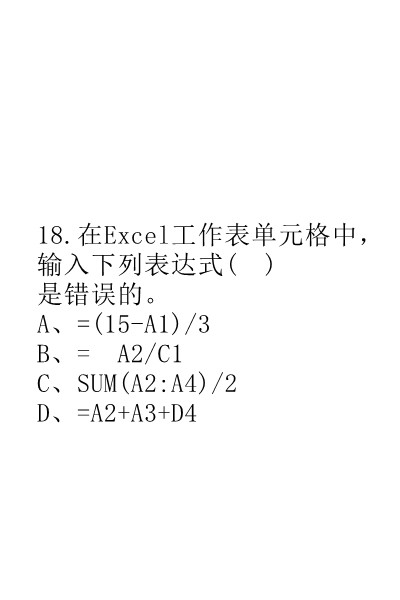 18.在Excel工作表单元格中，
输入下列表达式(  )
是错误的。
A、=(15-A1)/3
B、=  A2/C1
C、SUM(A2:A4)/2
D、=A2+A3+D4